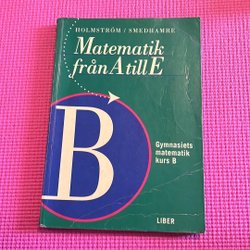 HOLMSTRÖM / SMEDHAMRE
Matematik
från A till E
B
Gymnasiets
matematik
kurs B
LIBER